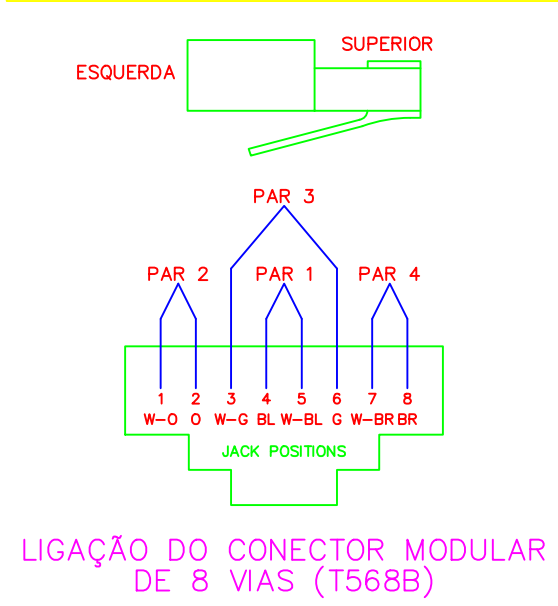 SUPERIOR
ESQUERDA
PAR 3
PAR 2 PAR 1 PAR 4
1 2 3 4 5 6 7 8
W-O O W-G BL W-BL G W-BR BR
JACK POSITIONS
LIGAÇÃO DO CONECTOR MODULAR
DE 8 VIAS (T568B)